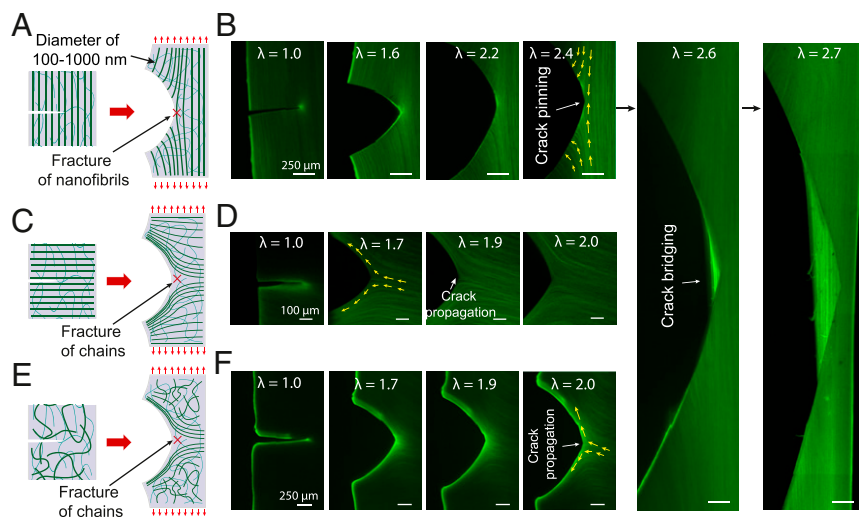 A
Diameter of
100-1000 nm
Fracture
of nanofibrils
B
λ = 1.0
250 µm
λ = 1.6
λ = 2.2
λ = 2.4
Crack pinning
λ = 2.6
Crack bridging
λ = 2.7
C
Fracture
of chains
D
λ = 1.0
100 µm
λ = 1.7
λ = 1.9
Crack
propagation
λ = 2.0
E
Fracture
of chains
F
λ = 1.0
250 µm
λ = 1.7
λ = 1.9
λ = 2.0
Crack
propagation